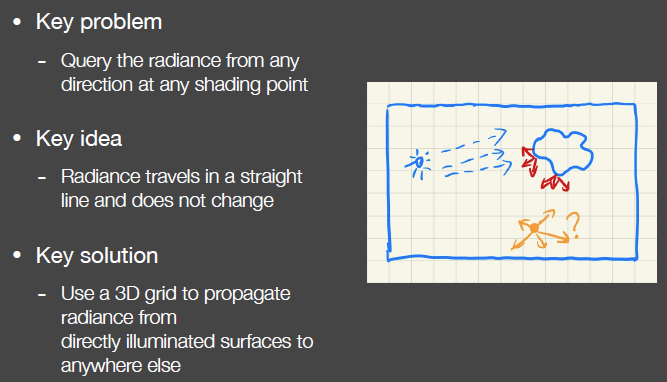 • Key problem
- Query the radiance from any
direction at any shading point
• Key idea
- Radiance travels in a straight
line and does not change
• Key solution
- Use a 3D grid to propagate
radiance from
directly illuminated surfaces to
anywhere else
?